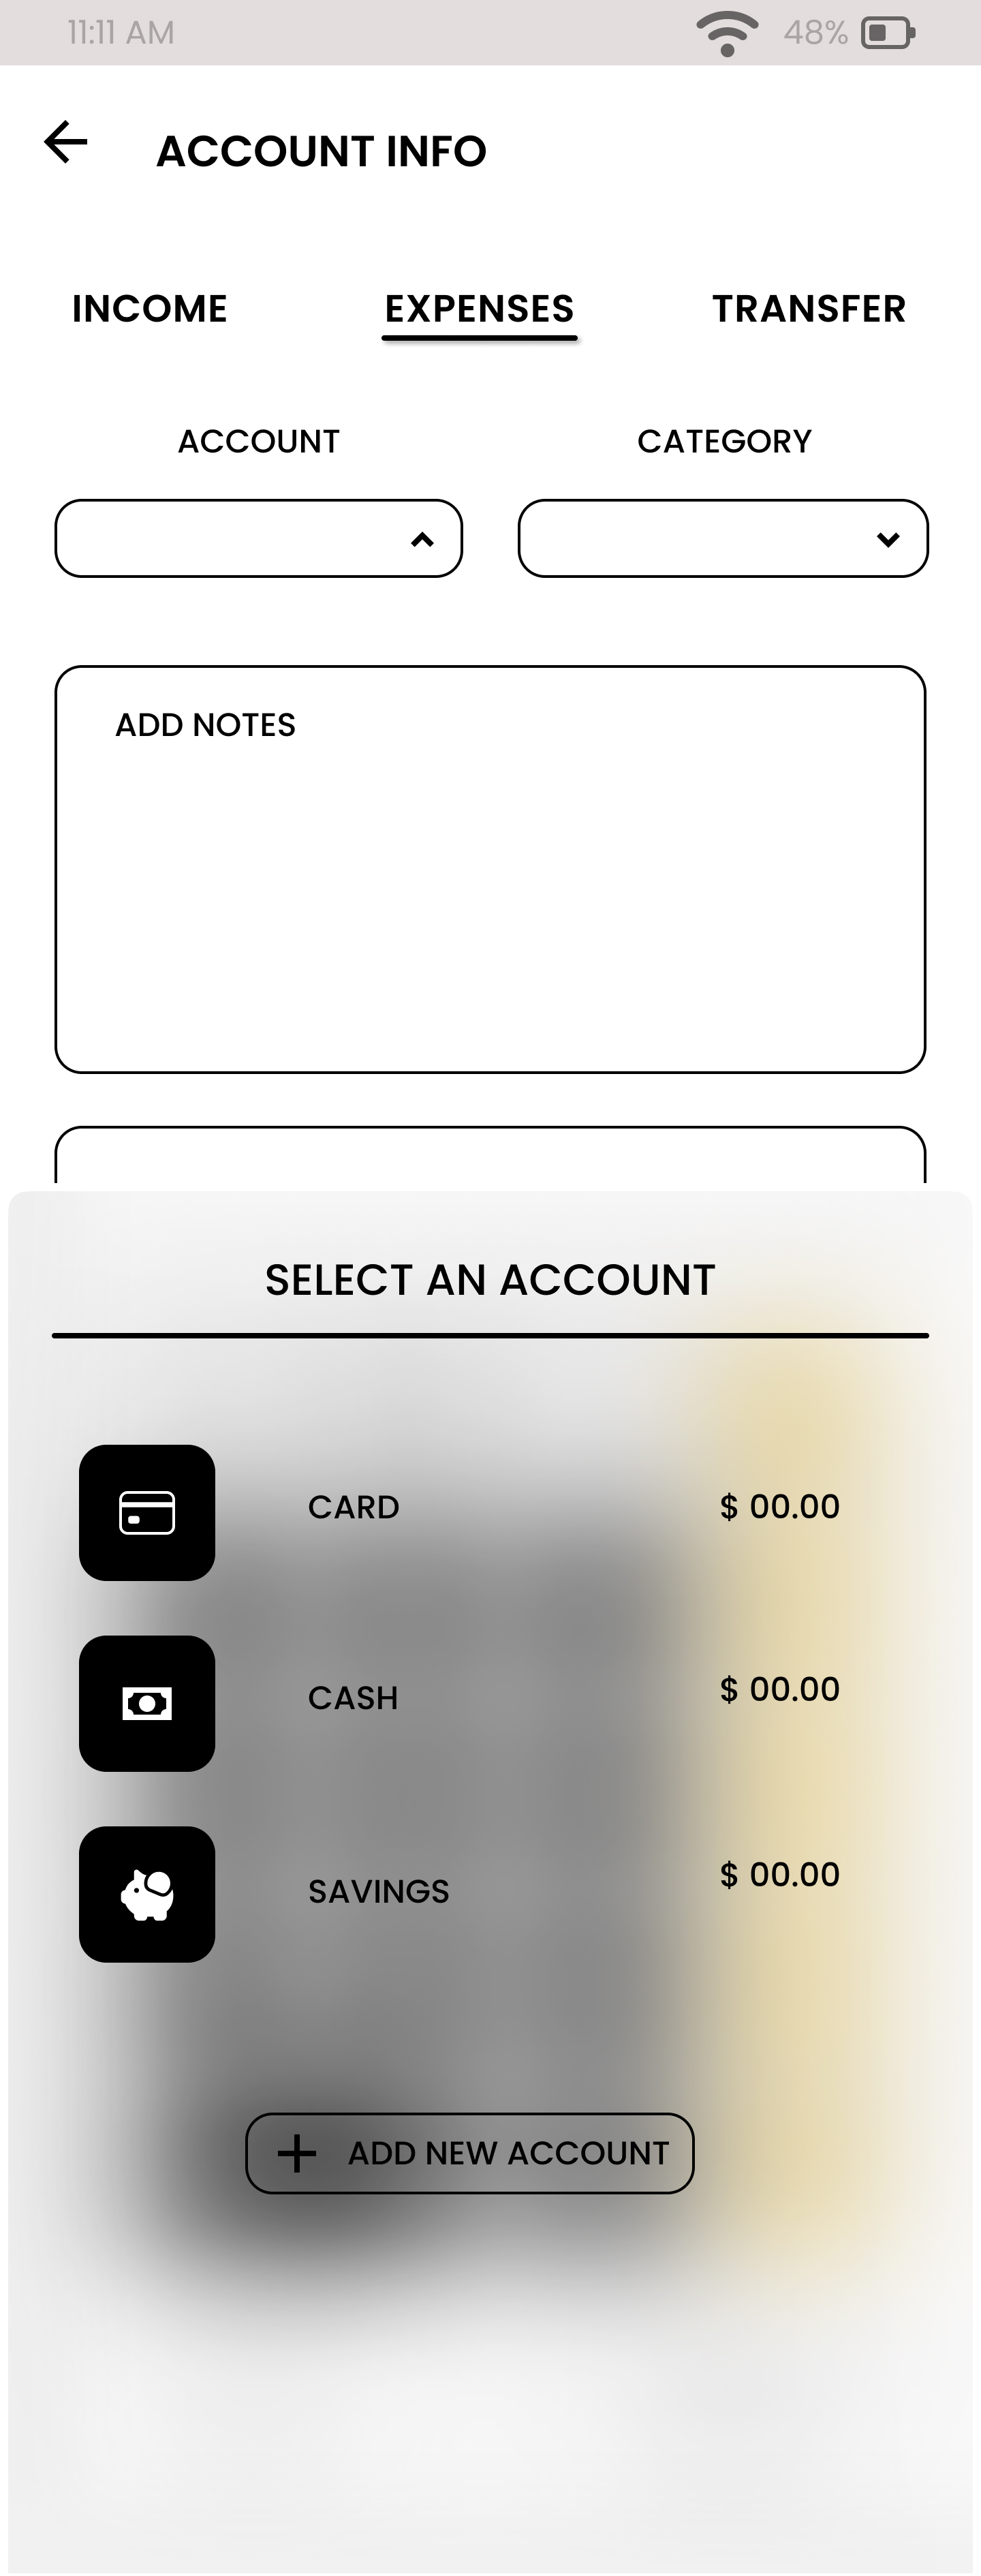 11:11 AM 48%
ACCOUNT INFO
INCOME EXPENSES TRANSFER
ACCOUNT CATEGORY
ADD NOTES
SELECT AN ACCOUNT
CARD $ 00.00
CASH $ 00.00
SAVINGS $ 00.00
ADD NEW ACCOUNT